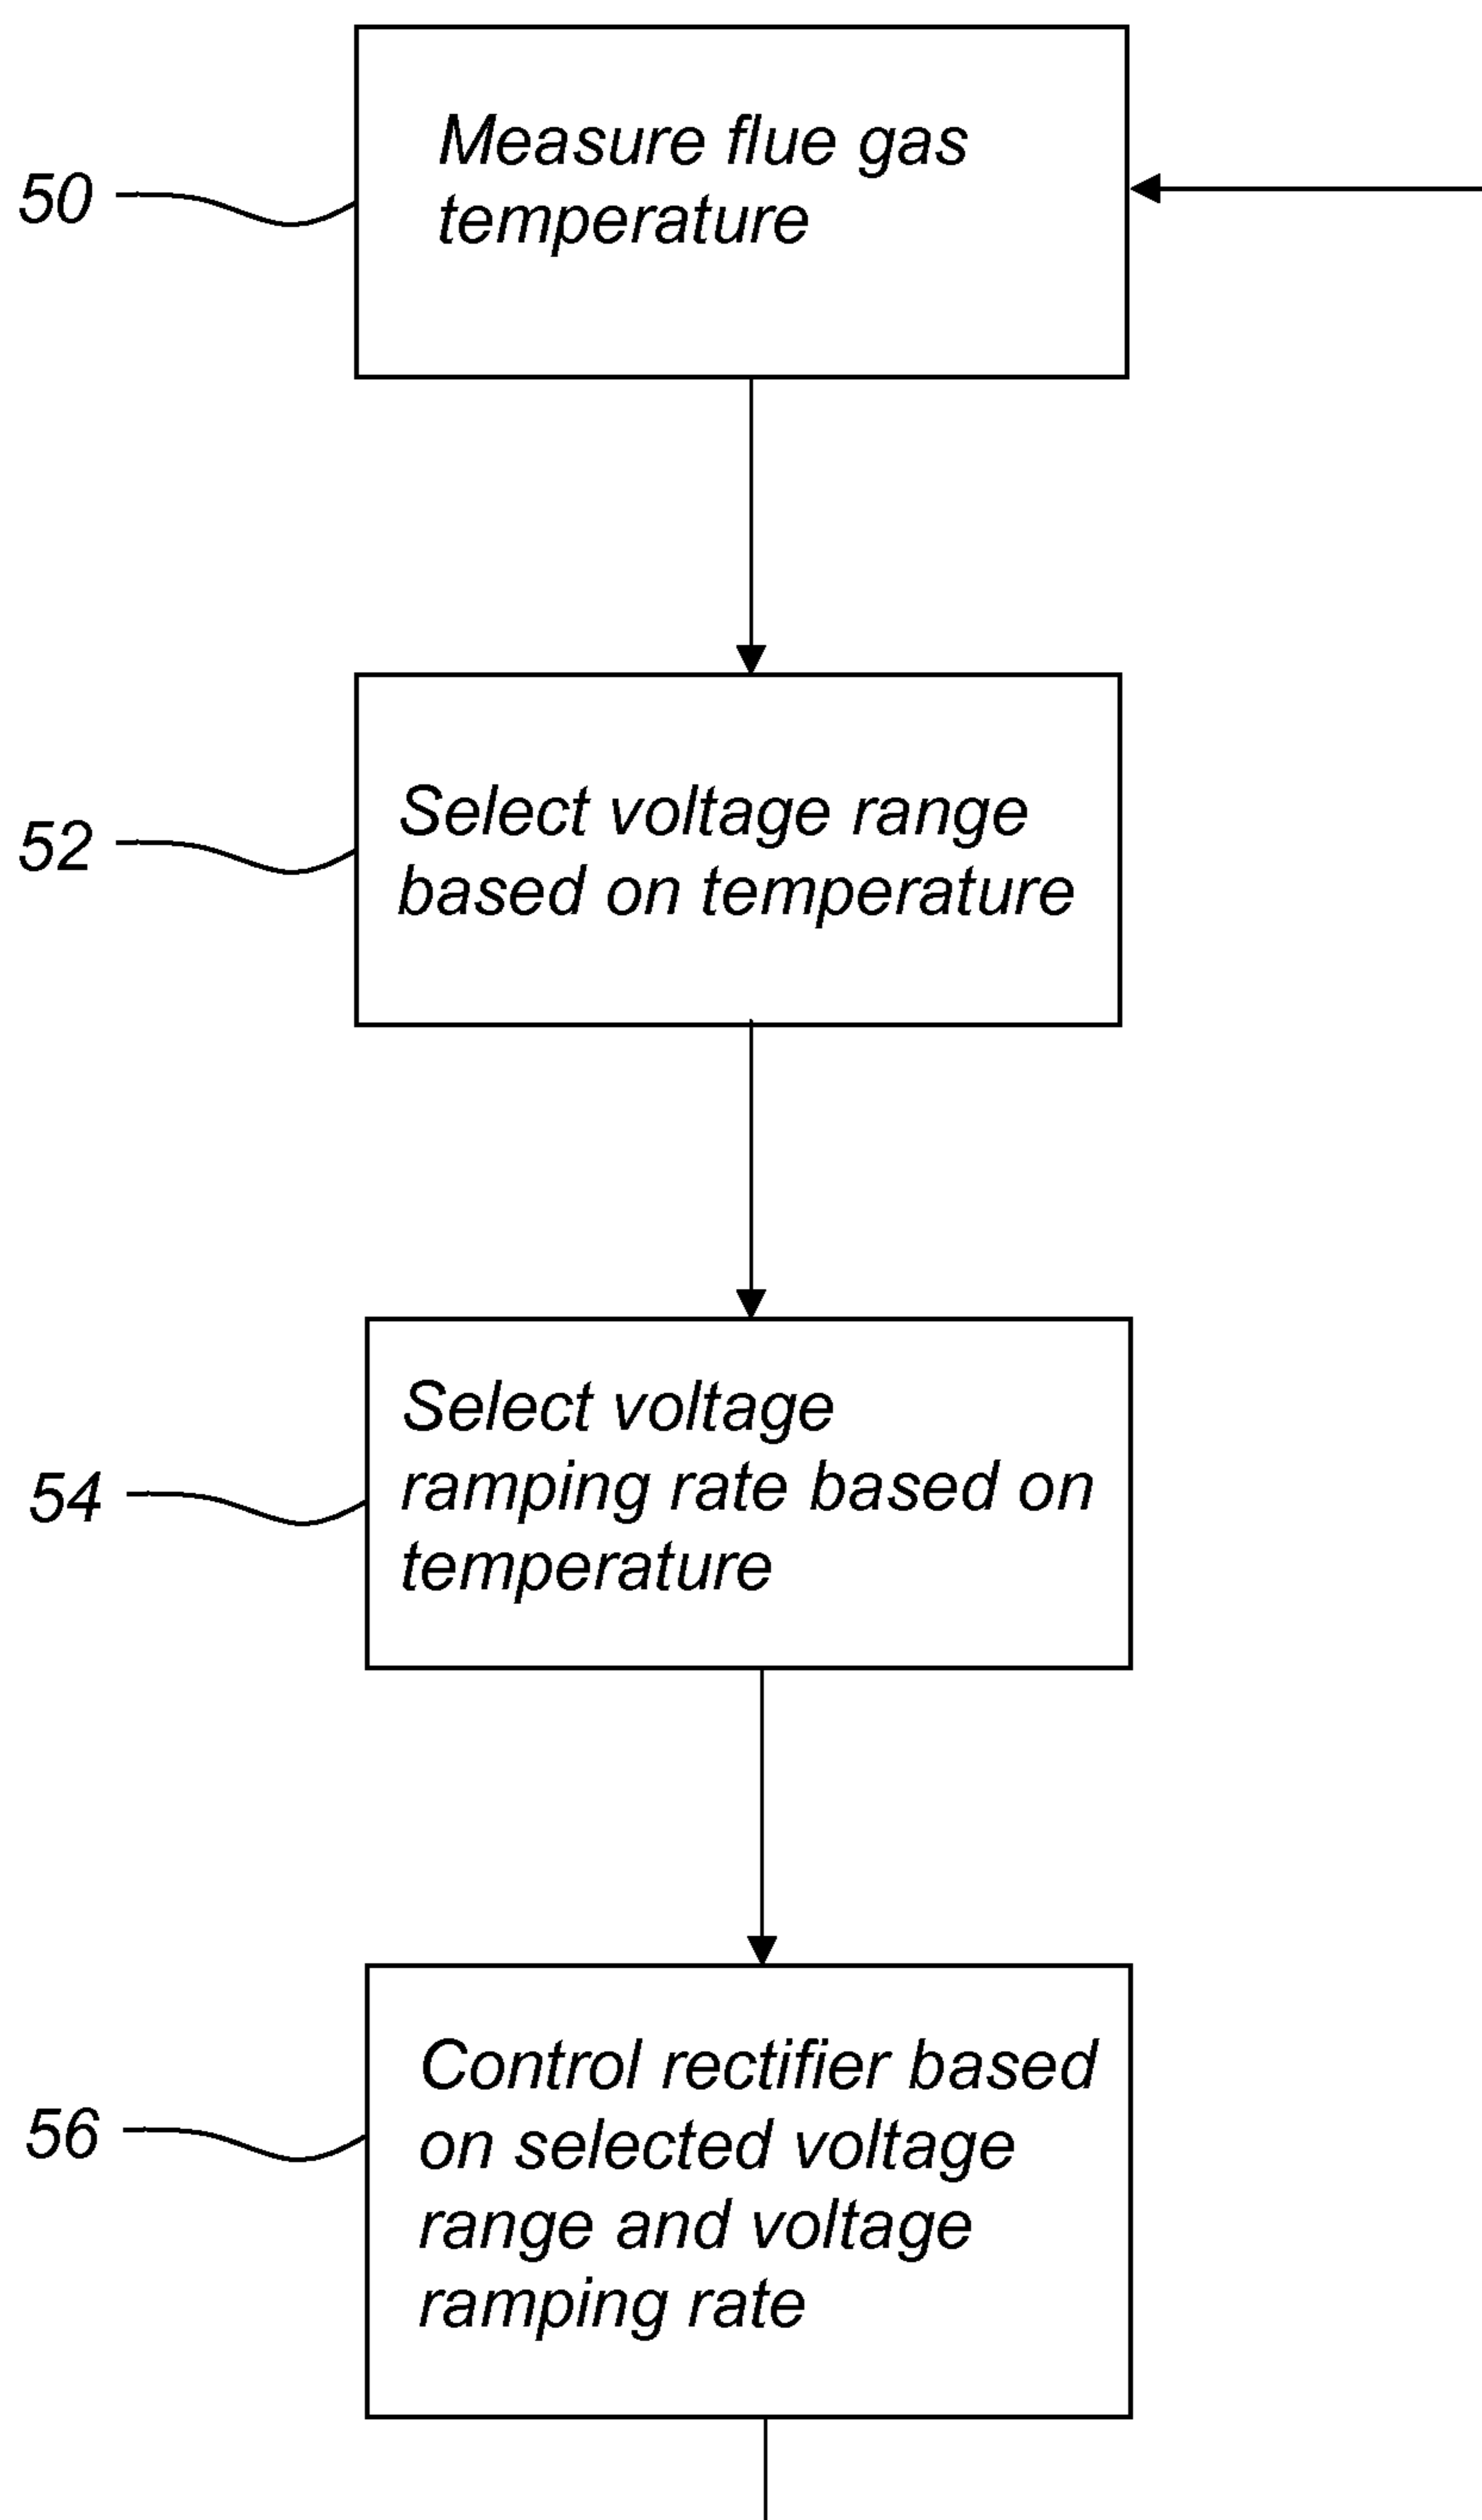 Measure flue gas
temperature
50
Select voltage range
based on temperature
52
Select voltage
ramping rate based on
temperature
54
Control rectifier based
on selected voltage
range and voltage
ramping rate
56